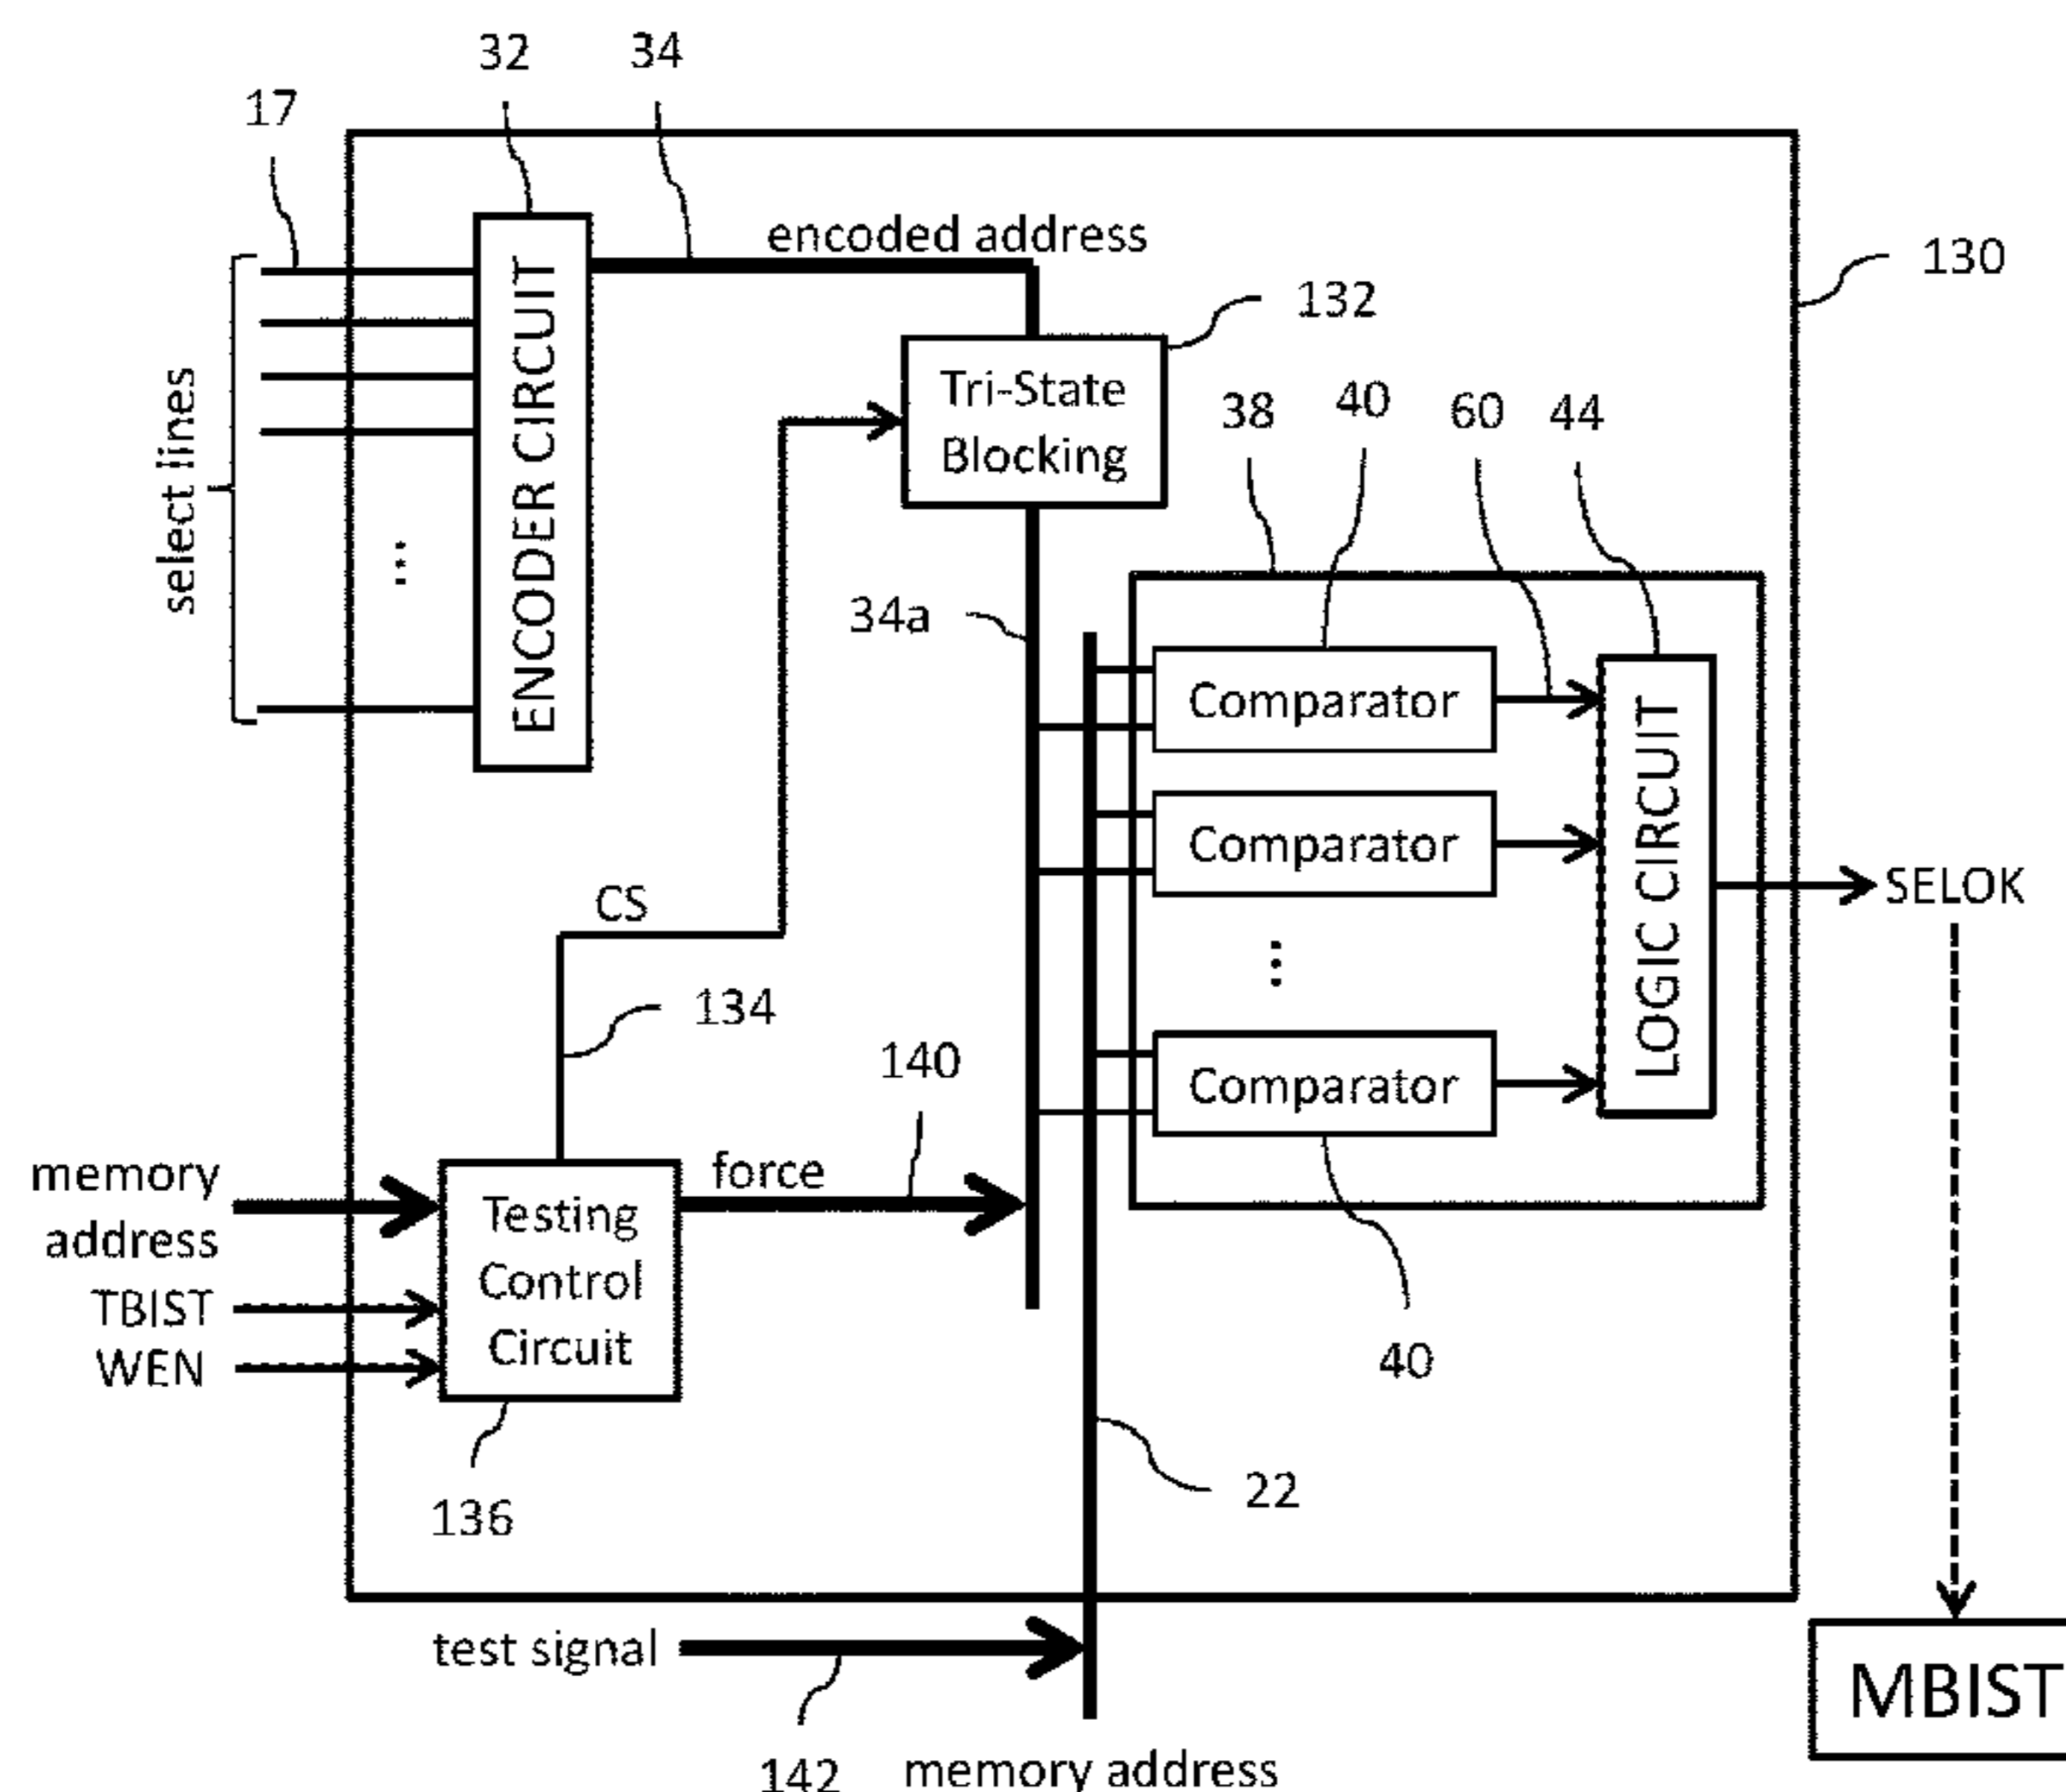 32
34
17
encoded address
130
132
select lines
ENCODER CIRCUIT
Tri-State
Blocking
38
40
60
44
34a
Comparator
Comparator
...
Comparator
LOGIC CIRCUIT
...
SELOK
CS
134
140
memory
address
force
Testing
Control
Circuit
TBIST
WEN
40
22
136
test signal
MBIST
142
memory address